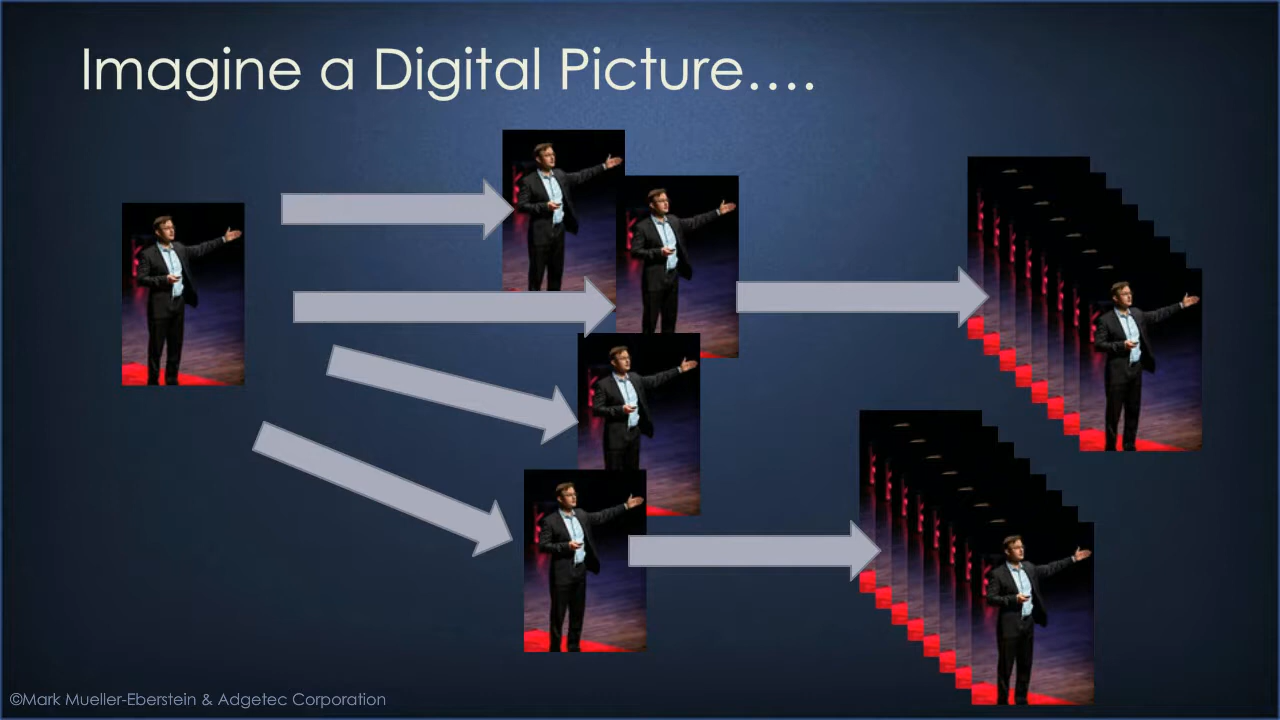 Imagine a Digital Picture....
©Mark Mueller-Eberstein & Adgetec Corporation